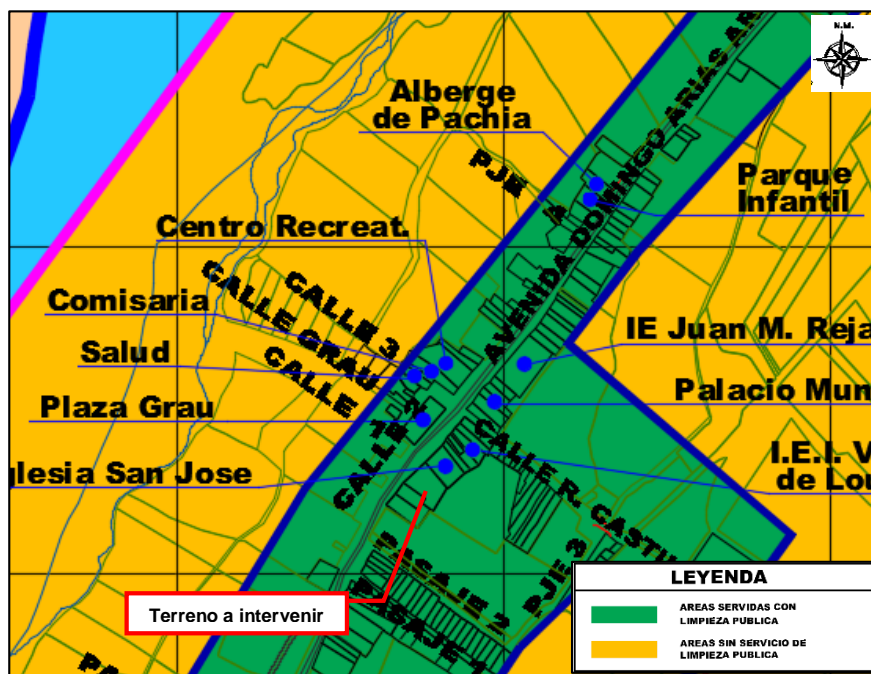 N.M.
Alberge
de Pachia
AVENIDA DOMINGO ARIAS
PJE 4
Parque
Infantil
Centro Recreat.
CALLE 3
CALLE GRAU
CALLE
Comisaria
IE Juan M. Reja
Salud
Palacio Mun
Plaza Grau
CALLE 2
CALLE R. CASTI
I.E.I. V
de Lou
glesia San Jose
PASAJE 2
PJE 3
PASAJE 1
Terreno a intervenir
PA
LEYENDA
AREAS SERVIDAS CON
LIMPIEZA PUBLICA
AREAS SIN SERVICIO DE
LIMPIEZA PUBLICA